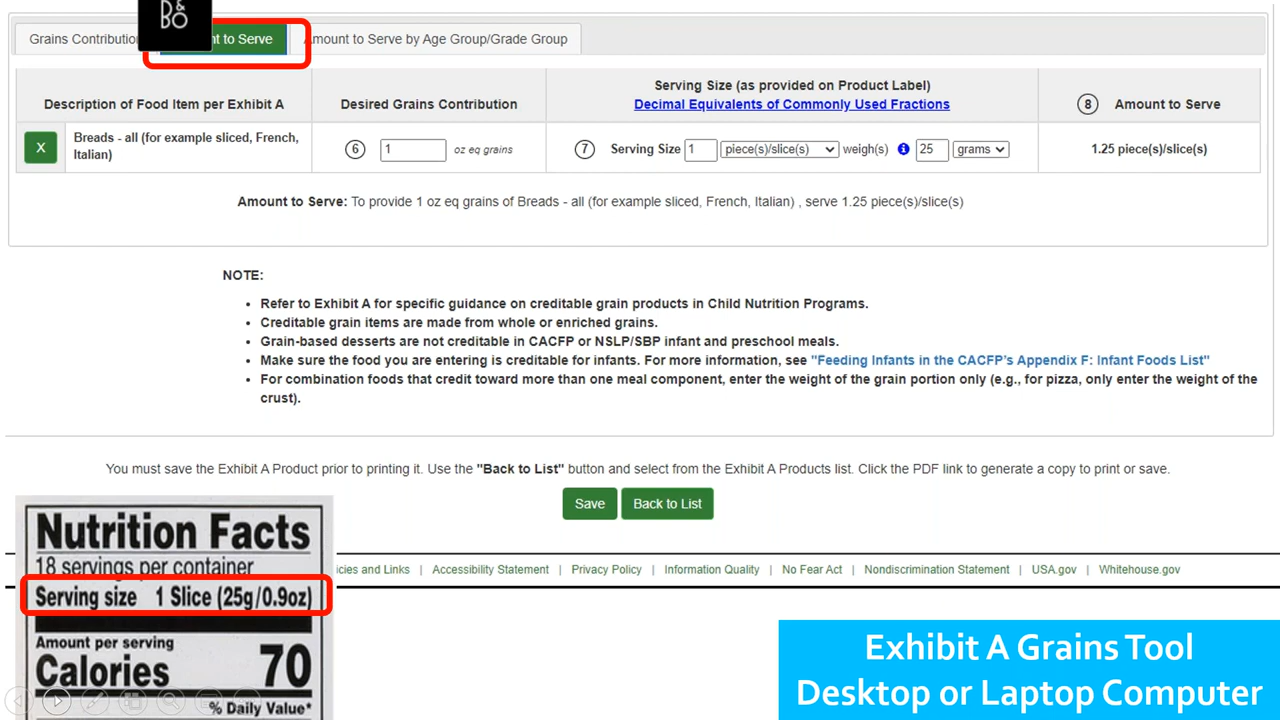 B&
BO
Grains Contribution
t to Serve
Amount to Serve by Age Group/Grade Group
Description of Food Item per Exhibit A
Desired Grains Contribution
Serving Size (as provided on Product Label)
Decimal Equivalents of Commonly Used Fractions
8 Amount to Serve
X
Breads - all (for example sliced, French,
Italian)
6 1 oz eq grains
7 Serving Size 1 piece(s)/slice(s) weigh(s) i 25 grams
1.25 piece(s)/slice(s)
Amount to Serve: To provide 1 oz eq grains of Breads - all (for example sliced, French, Italian) , serve 1.25 piece(s)/slice(s)
NOTE:
• Refer to Exhibit A for specific guidance on creditable grain products in Child Nutrition Programs.
• Creditable grain items are made from whole or enriched grains.
• Grain-based desserts are not creditable in CACFP or NSLP/SBP infant and preschool meals.
• Make sure the food you are entering is creditable for infants. For more information, see "Feeding Infants in the CACFP's Appendix F: Infant Foods List"
• For combination foods that credit toward more than one meal component, enter the weight of the grain portion only (e.g., for pizza, only enter the weight of the
crust).
You must save the Exhibit A Product prior to printing it. Use the "Back to List" button and select from the Exhibit A Products list. Click the PDF link to generate a copy to print or save.
Save
Back to List
cies and Links | Accessibility Statement | Privacy Policy | Information Quality | No Fear Act | Nondiscrimination Statement | USA.gov | Whitehouse.gov
Nutrition Facts
18 servings per container
Serving size 1 Slice (25g/0.9oz)
Amount per serving
Calories 70
% Daily Value*
Exhibit A Grains Tool
Desktop or Laptop Computer